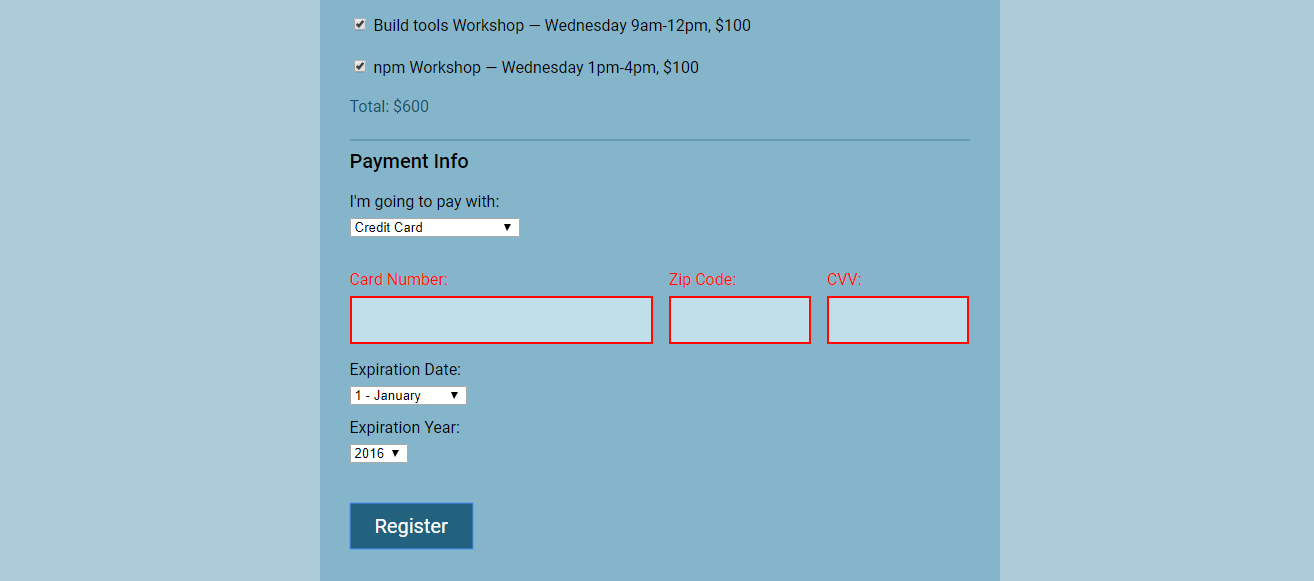 Build tools Workshop — Wednesday 9am-12pm, $100
npm Workshop — Wednesday 1pm-4pm, $100
Total: $600
Payment Info
I'm going to pay with:
Credit Card
Card Number: Zip Code: CVV:
Expiration Date:
1 - January
Expiration Year:
2016
Register